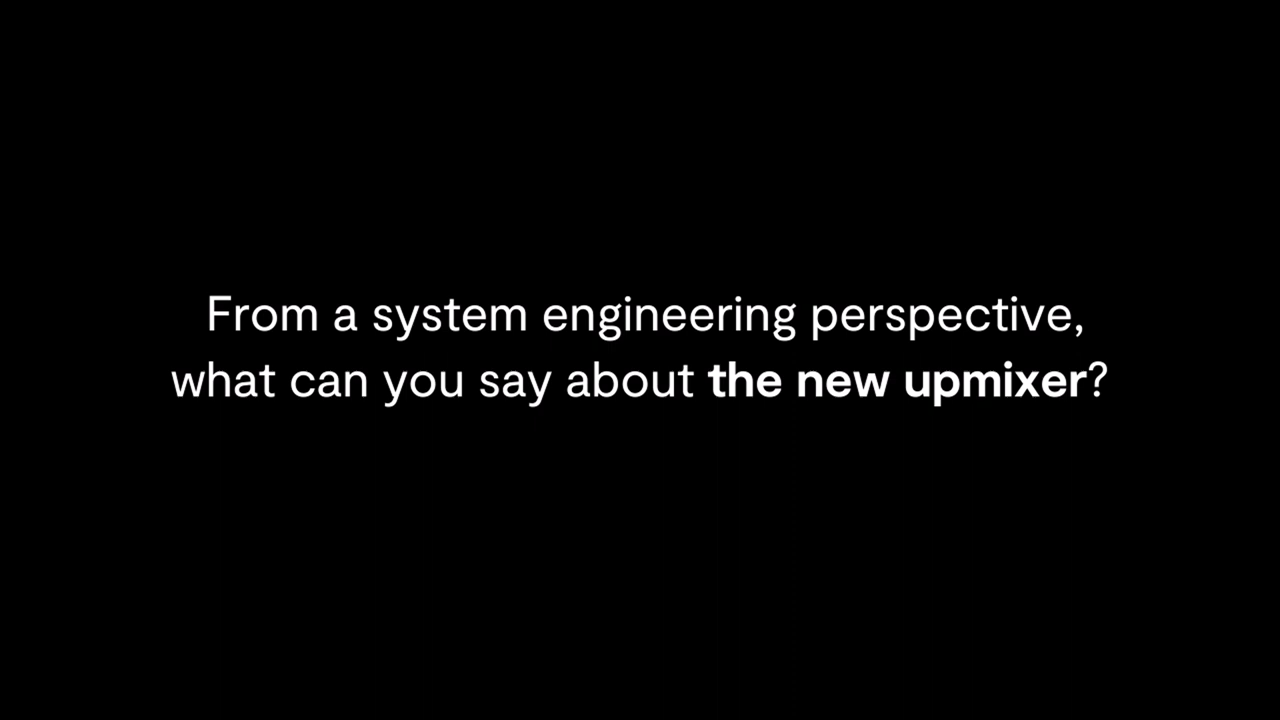 From a system engineering perspective,
what can you say about the new upmixer?